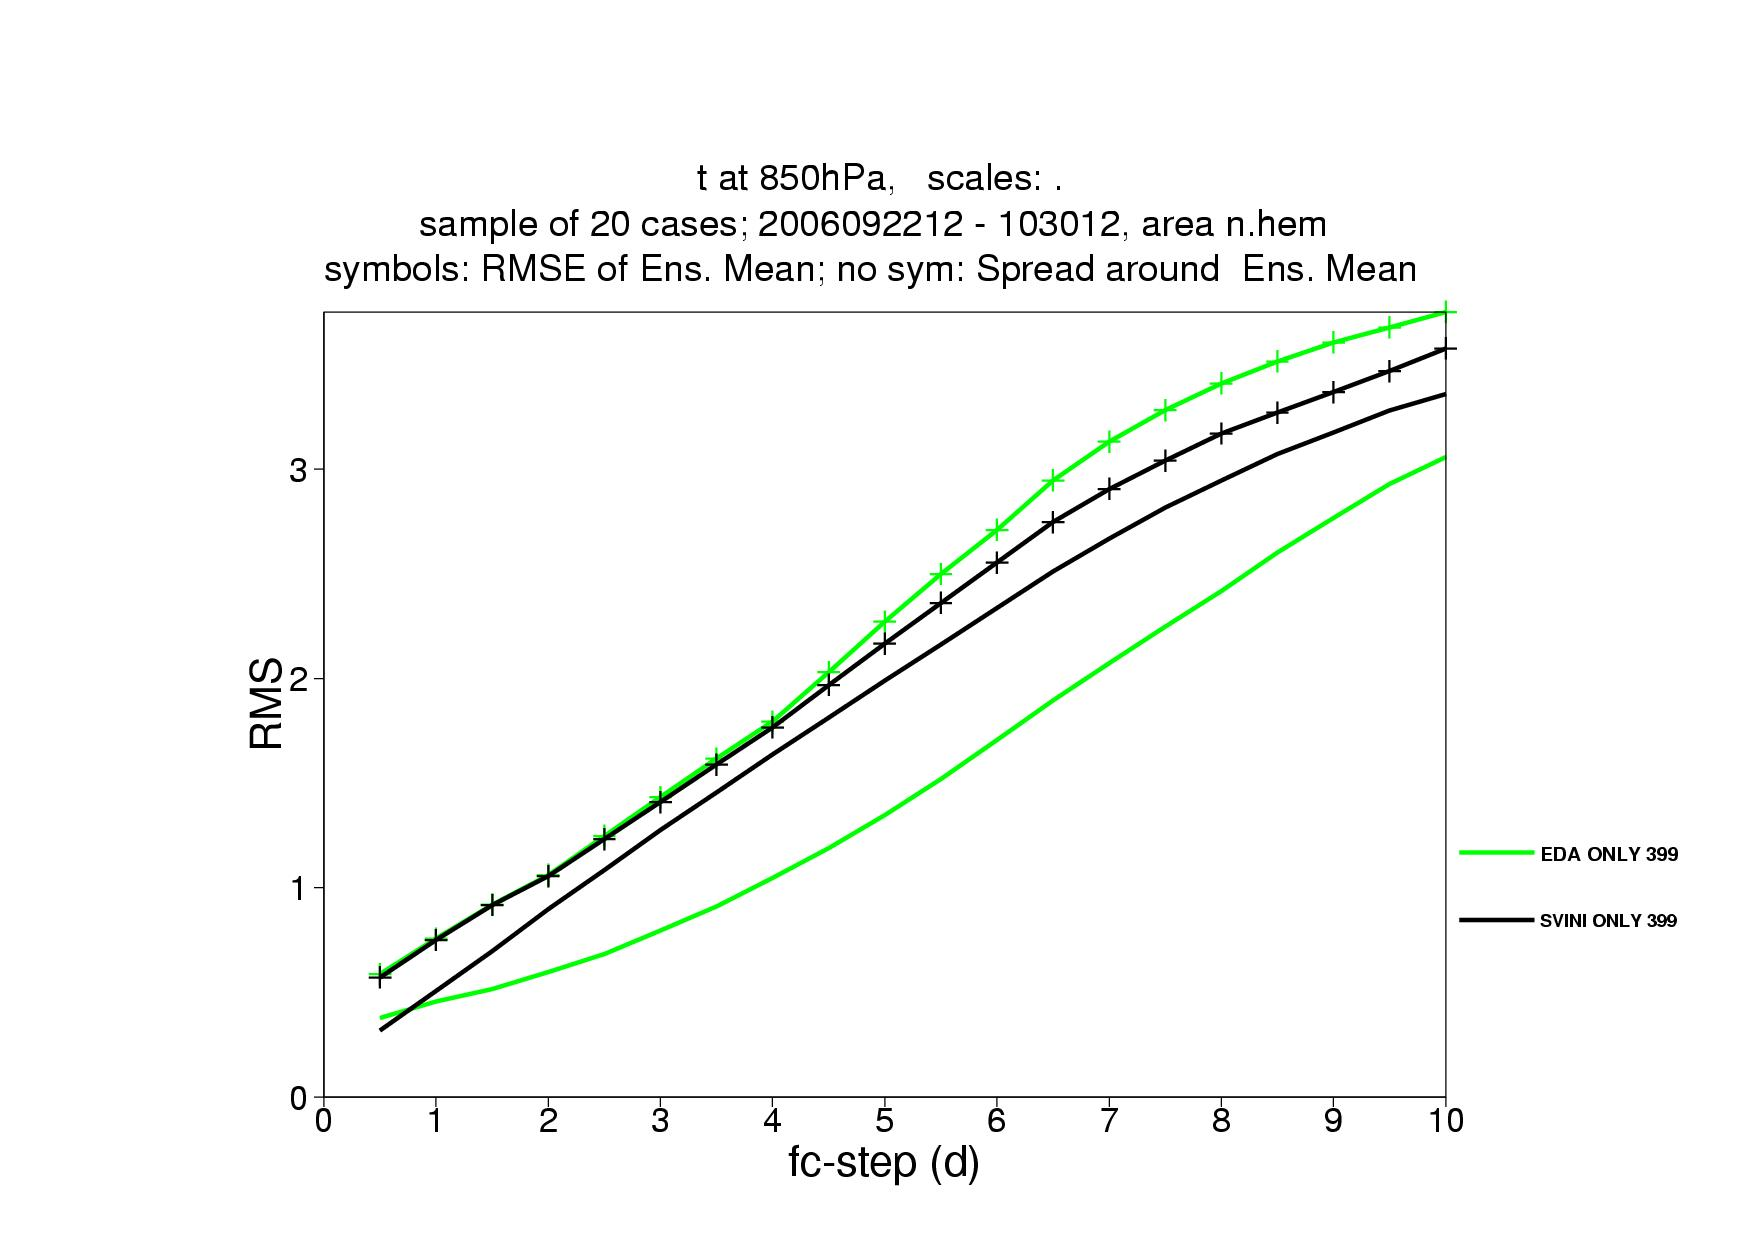 t at 850hPa, scales: .
sample of 20 cases; 2006092212 - 103012, area n.hem
symbols: RMSE of Ens. Mean; no sym: Spread around Ens. Mean
3
2
1
0
RMS
0 1 2 3 4 5 6 7 8 9 10
fc-step (d)
EDA ONLY 399
SVINI ONLY 399